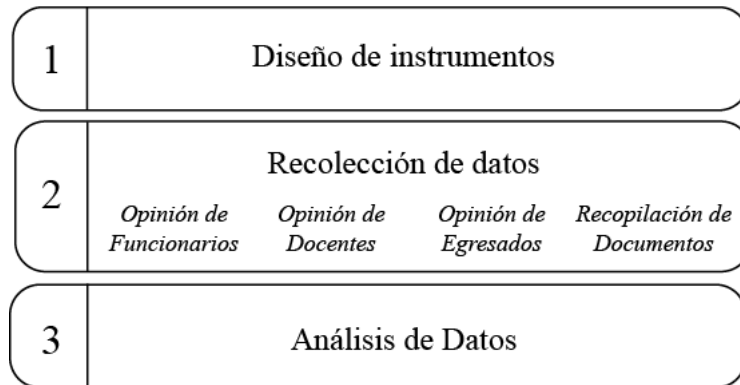 1
Diseño de instrumentos
2
Recolección de datos
Opinión de Funcionarios
Opinión de Docentes
Opinión de Egresados
Recopilación de Documentos
3
Análisis de Datos